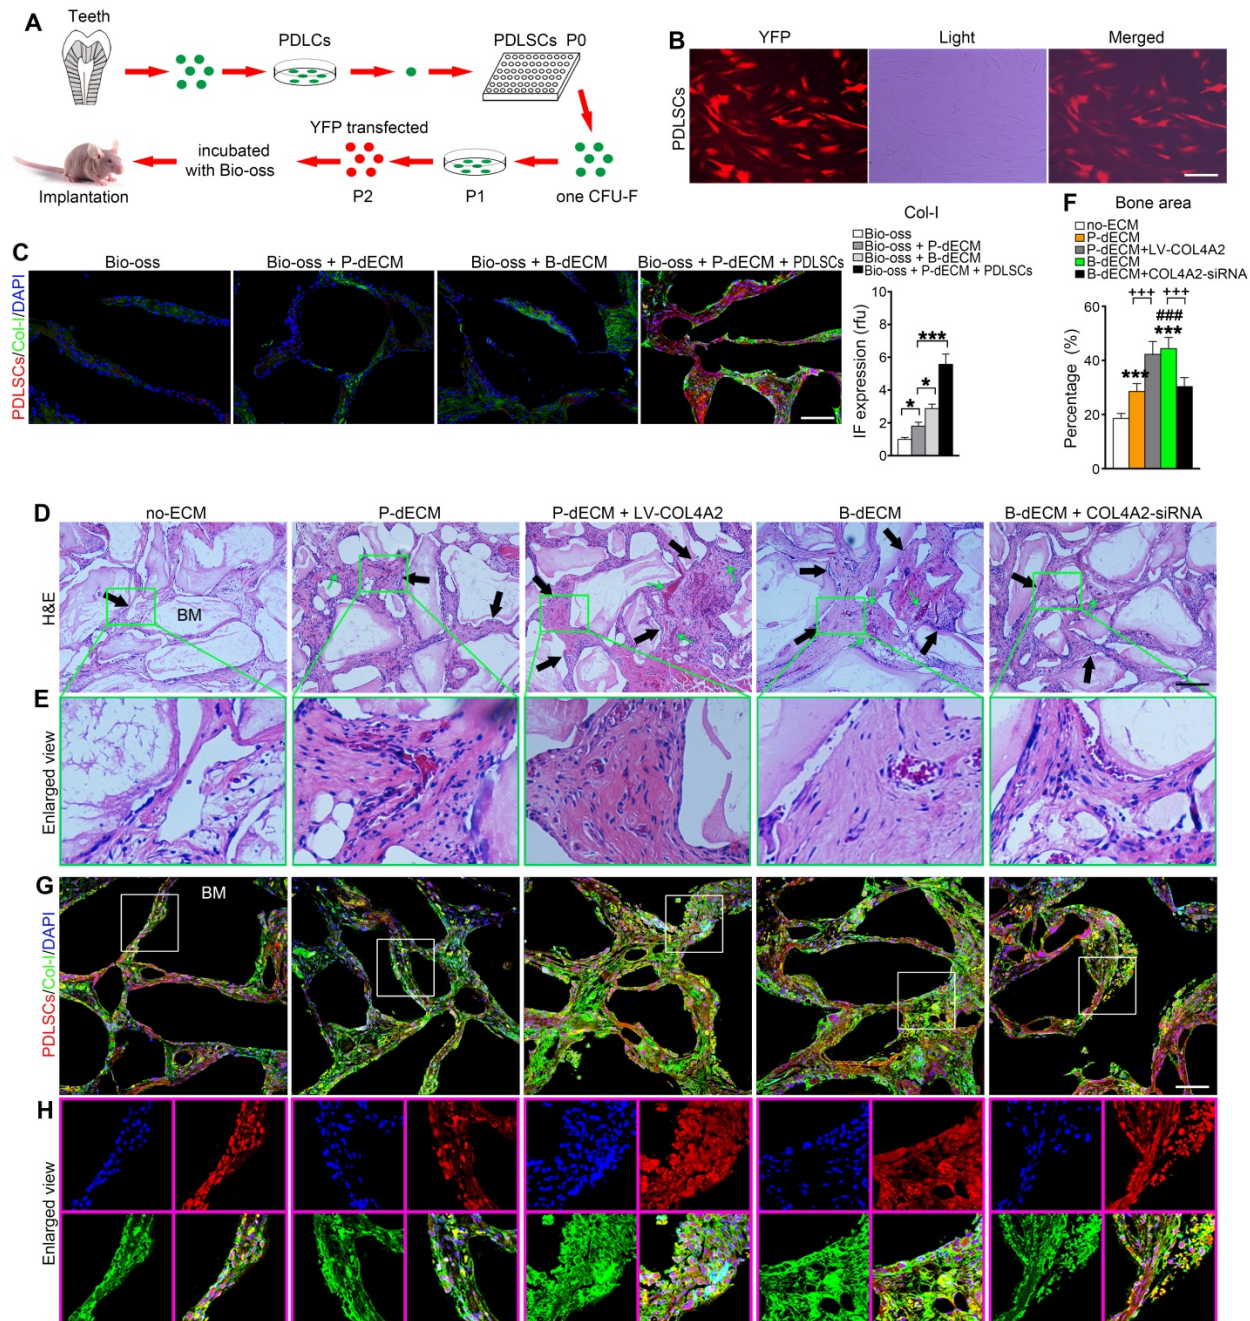 A
Teeth
PDLCs
PDLSCs P0
YFP transfected
incubated
with Bio-oss
Implantation
P2
P1
one CFU-F
B
YFP
Light
Merged
PDLSCs
C
Bio-oss
Bio-oss + P-dECM
Bio-oss + B-dECM
Bio-oss + P-dECM + PDLSCs
PDLSCs/Col-I/DAPI
Col-I
Bio-oss
Bio-oss + P-dECM
Bio-oss + B-dECM
Bio-oss + P-dECM + PDLSCs
IF expression (rfu)
10
8
6
4
2
0
*
*
***
F
Bone area
no-ECM
P-dECM
P-dECM+LV-COL4A2
B-dECM
B-dECM+COL4A2-siRNA
Percentage (%)
60
40
20
0
***
+++
+++
###
***
D
no-ECM
P-dECM
P-dECM + LV-COL4A2
B-dECM
B-dECM + COL4A2-siRNA
H&E
BM
E
Enlarged view
G
PDLSCs/Col-I/DAPI
BM
H
Enlarged view